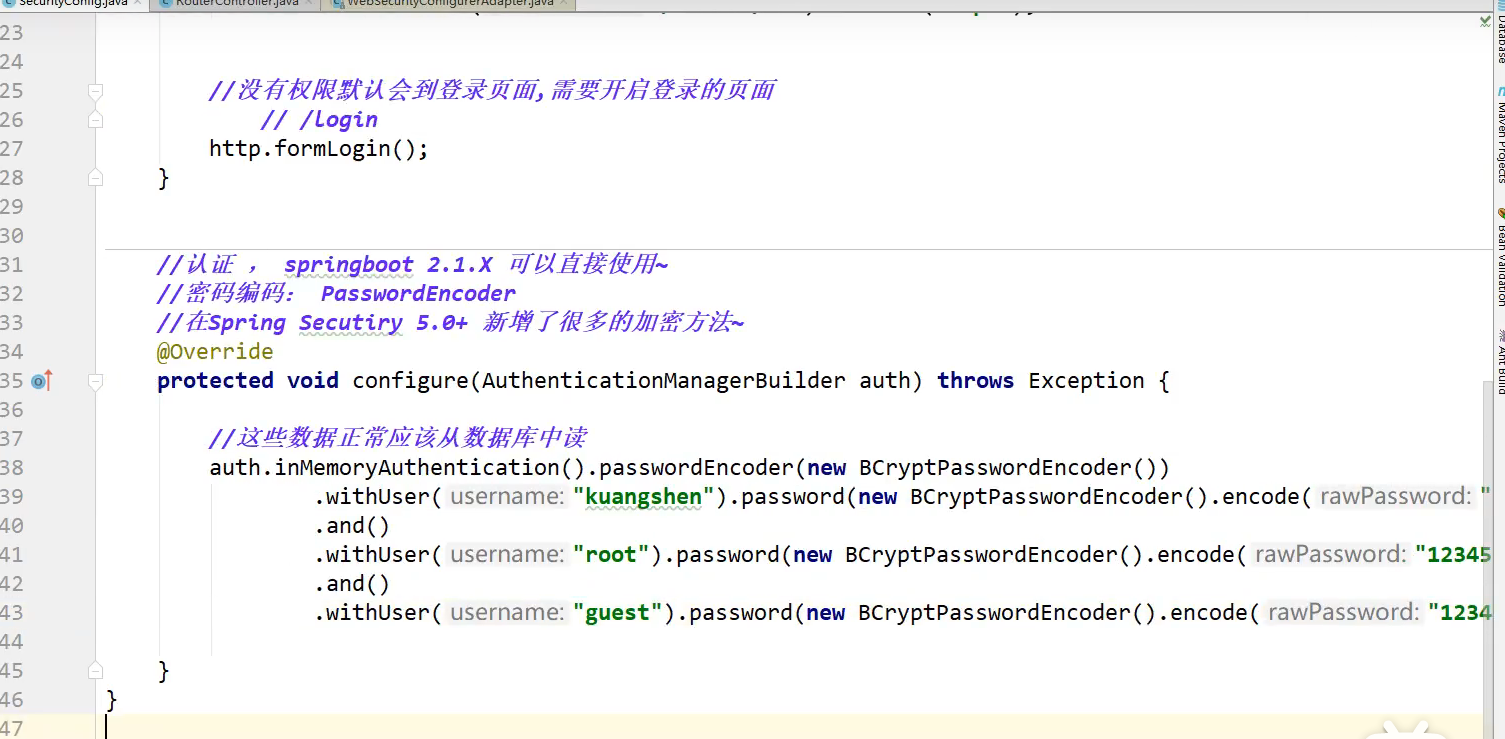 SecurityConfig.java RouterController.java WebSecurityConfigurerAdapter.java
23
24
25 //没有权限默认会到登录页面,需要开启登录的页面
26 // /login
27 http.formLogin();
28 }
29
30
31 //认证 , springboot 2.1.X 可以直接使用~
32 //密码编码: PasswordEncoder
33 //在Spring Secutiry 5.0+ 新增了很多的加密方法~
34 @Override
35 protected void configure(AuthenticationManagerBuilder auth) throws Exception {
36
37 //这些数据正常应该从数据库中读
38 auth.inMemoryAuthentication().passwordEncoder(new BCryptPasswordEncoder())
39 .withUser( username: "kuangshen").password(new BCryptPasswordEncoder().encode( rawPassword: "
40 .and()
41 .withUser( username: "root").password(new BCryptPasswordEncoder().encode( rawPassword: "12345
42 .and()
43 .withUser( username: "guest").password(new BCryptPasswordEncoder().encode( rawPassword: "1234
44
45 }
46 }
47
Database
Maven Projects
Bean Validation
Ant Build